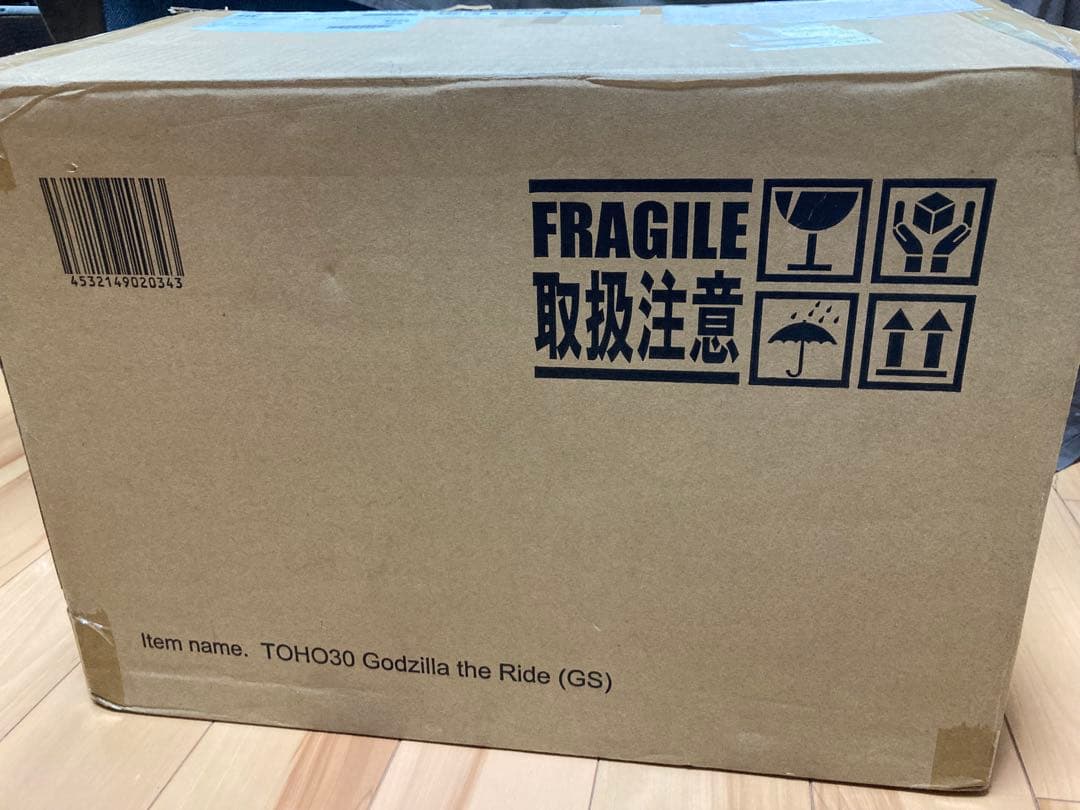 4532149020343
FRAGILE
取扱注意
Item name. TOHO30 Godzilla the Ride (GS)